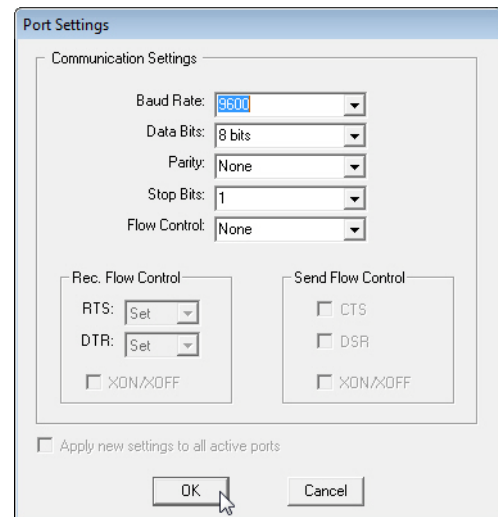 Port Settings
Communication Settings
Baud Rate: 9600
Data Bits: 8 bits
Parity: None
Stop Bits: 1
Flow Control: None
Rec. Flow Control
RTS: Set
DTR: Set
XON/XOFF
Send Flow Control
CTS
DSR
XON/XOFF
Apply new settings to all active ports
OK Cancel